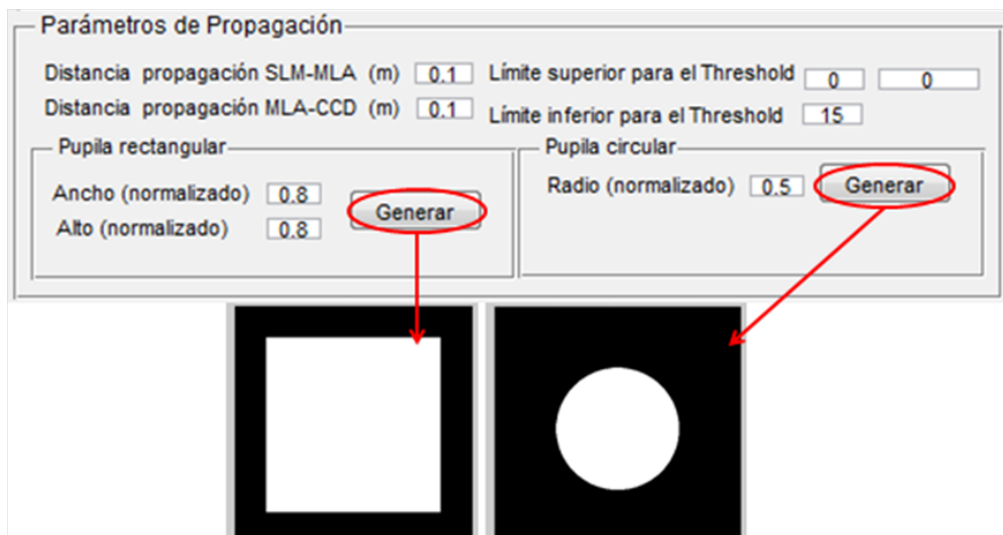 Parámetros de Propagación
Distancia propagación SLM-MLA (m) 0.1 Límite superior para el Threshold 0 0
Distancia propagación MLA-CCD (m) 0.1 Límite inferior para el Threshold 15
Pupila rectangular
Ancho (normalizado) 0.8
Alto (normalizado) 0.8
Generar
Pupila circular
Radio (normalizado) 0.5 Generar